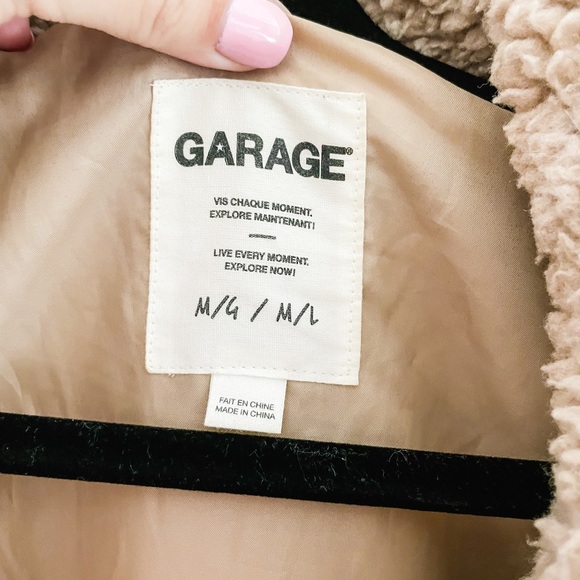 GARAGE®
VIS CHAQUE MOMENT.
EXPLORE MAINTENANT!
LIVE EVERY MOMENT.
EXPLORE NOW!
M/G / M/L
FAIT EN CHINE
MADE IN CHINA